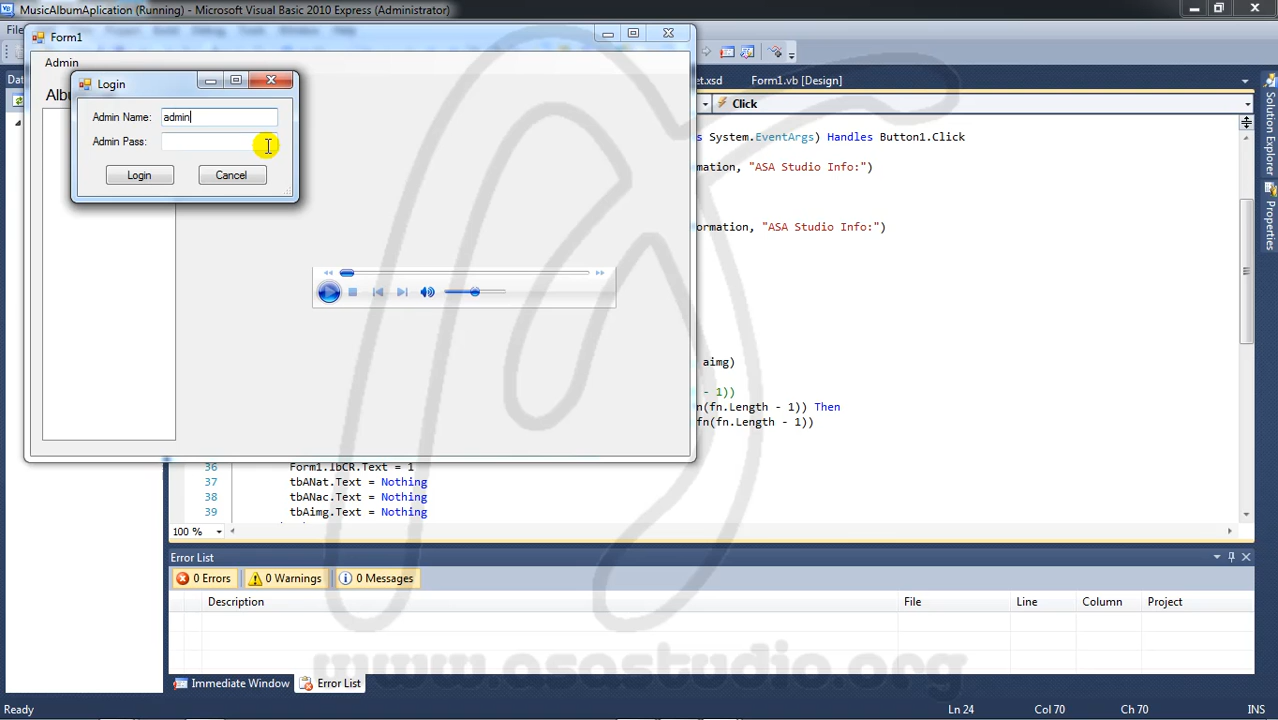 MusicAlbumAplication (Running) - Microsoft Visual Basic 2010 Express (Administrator)
Form1
Admin
Login
Admin Name: admin
Admin Pass:
Login Cancel
Form1.vb [Design]
Click
System.EventArgs) Handles Button1.Click
"ASA Studio Info:")
"ASA Studio Info:")
aimg)
- 1))
(fn.Length - 1)) Then
fn(fn.Length - 1))
36 Form1.lbCR.Text = 1
37 tbANat.Text = Nothing
38 tbANac.Text = Nothing
39 tbAimg.Text = Nothing
100 %
Solution Explorer
Properties
Error List
0 Errors 0 Warnings 0 Messages
Description File Line Column Project
www.asastudio.org
Immediate Window Error List
Ready Ln 24 Col 70 Ch 70 INS